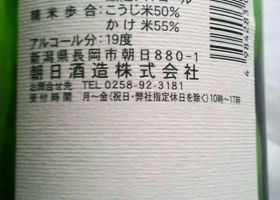 精米歩合：こうじ米50%
かけ 米55%
アルコール分：19度
新潟県長岡市朝日880-1
朝日酒造株式会社
お問合せ先 TEL 0258-92-3181
受付時間 月〜金(祝日・弊社指定休日を除く)10時〜17時
4984283